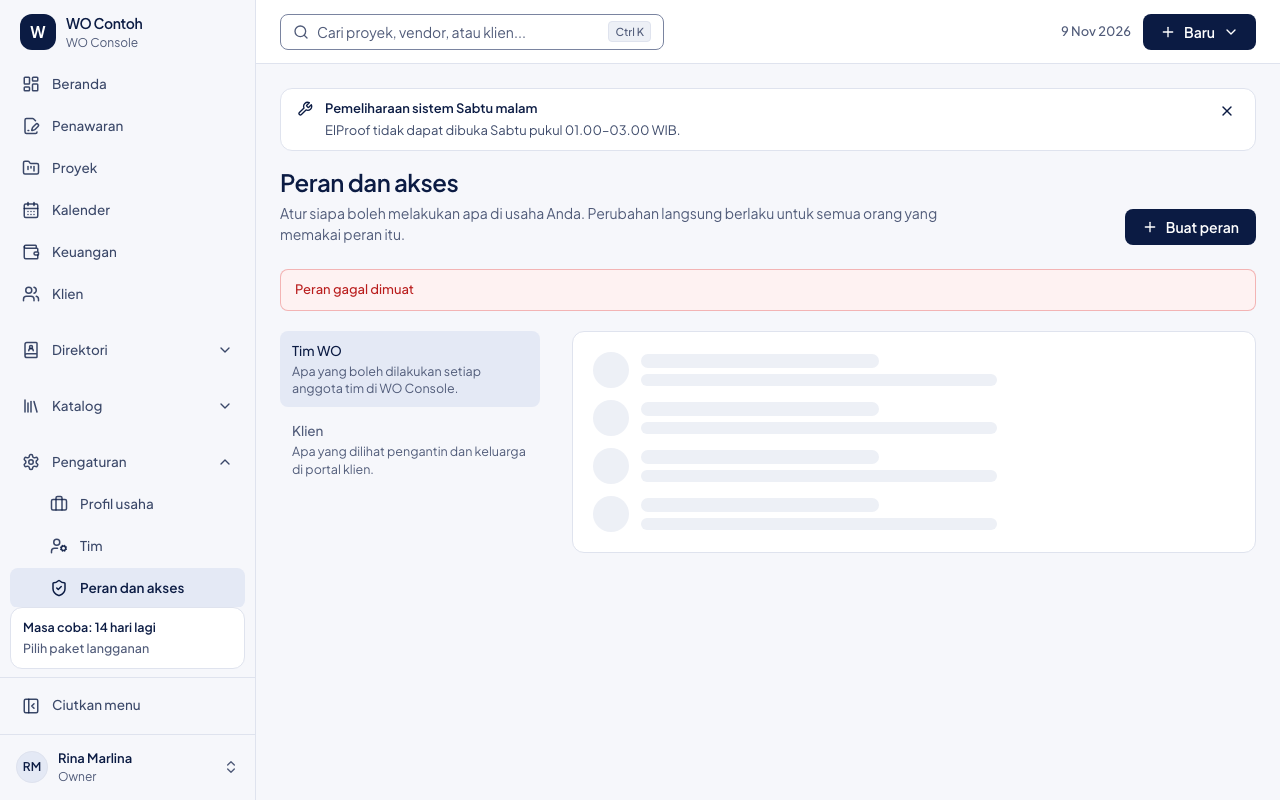 W
WO Contoh
WO Console
Beranda
Penawaran
Proyek
Kalender
Keuangan
Klien
Direktori
Katalog
Pengaturan
Profil usaha
Tim
Peran dan akses
Masa coba: 14 hari lagi
Pilih paket langganan
Ciutkan menu
RM
Rina Marlina
Owner
Cari proyek, vendor, atau klien...
Ctrl K
9 Nov 2026
Baru
Pemeliharaan sistem Sabtu malam
ElProof tidak dapat dibuka Sabtu pukul 01.00–03.00 WIB.
Peran dan akses
Atur siapa boleh melakukan apa di usaha Anda. Perubahan langsung berlaku untuk semua orang yang
memakai peran itu.
Buat peran
Peran gagal dimuat
Tim WO
Apa yang boleh dilakukan setiap
anggota tim di WO Console.
Klien
Apa yang dilihat pengantin dan keluarga
di portal klien.